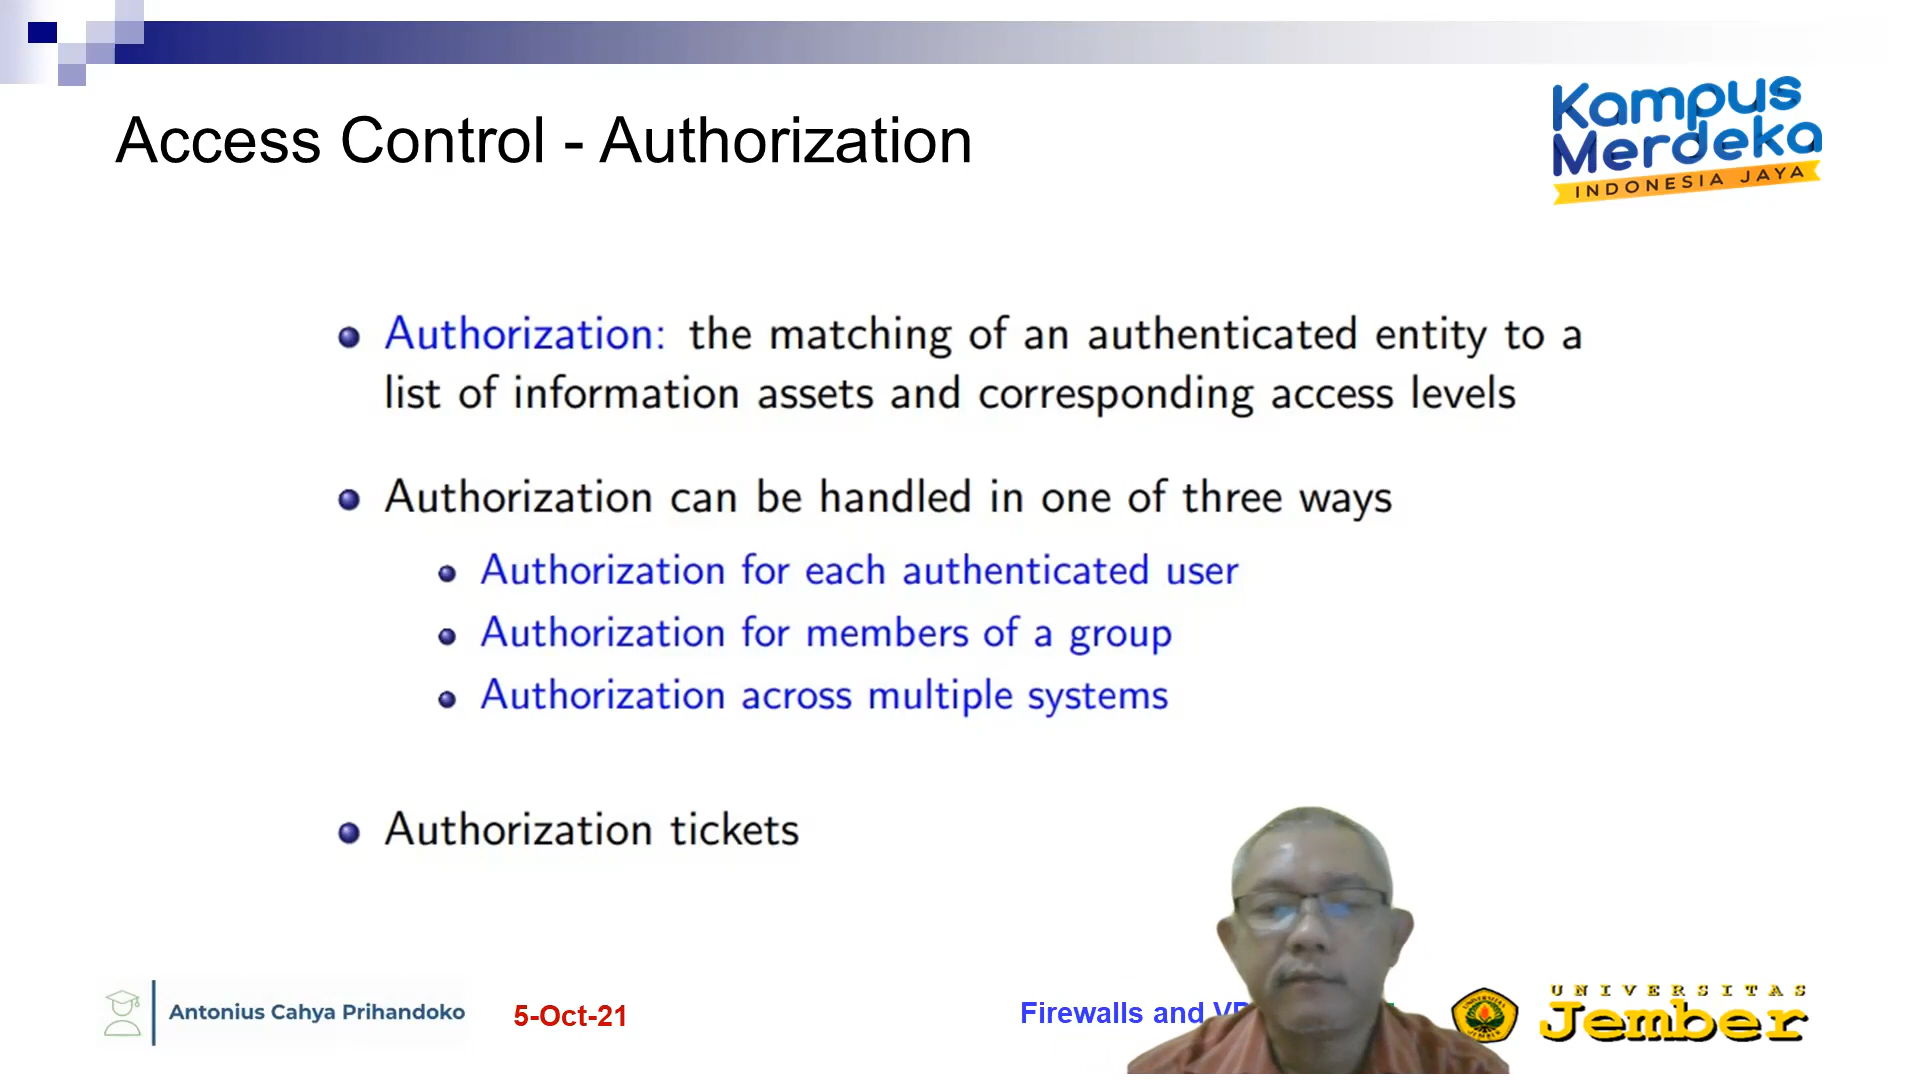 Access Control - Authorization
Kampus
Merdeka
INDONESIA JAYA
Authorization: the matching of an authenticated entity to a
list of information assets and corresponding access levels
Authorization can be handled in one of three ways
Authorization for each authenticated user
Authorization for members of a group
Authorization across multiple systems
Authorization tickets
Antonius Cahya Prihandoko
5-Oct-21
Firewalls and
UNIVERSITAS
Jember